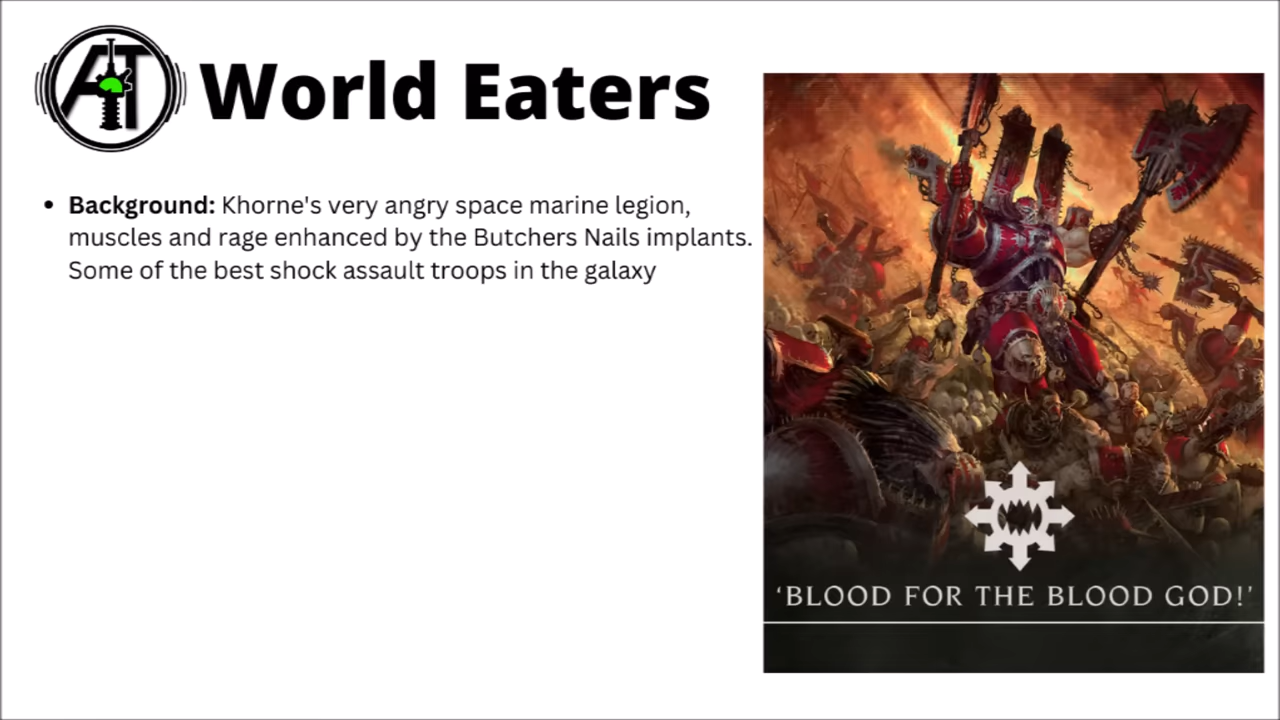 AT
World Eaters
• Background: Khorne's very angry space marine legion,
muscles and rage enhanced by the Butchers Nails implants.
Some of the best shock assault troops in the galaxy
‘BLOOD FOR THE BLOOD GOD!’